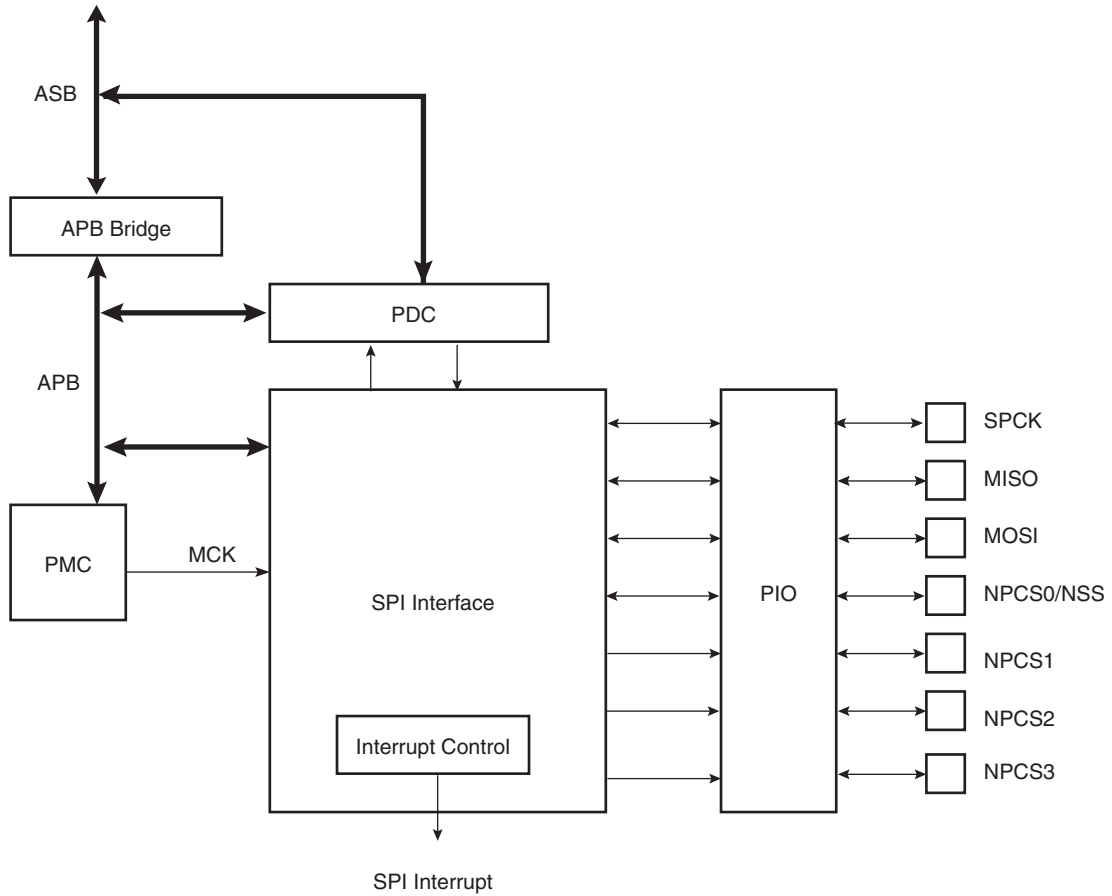 ASB
APB Bridge
PDC
APB
SPCK
MISO
MOSI
PMC
MCK
SPI Interface
PIO
NPCS0/NSS
NPCS1
NPCS2
Interrupt Control
NPCS3
SPI Interrupt